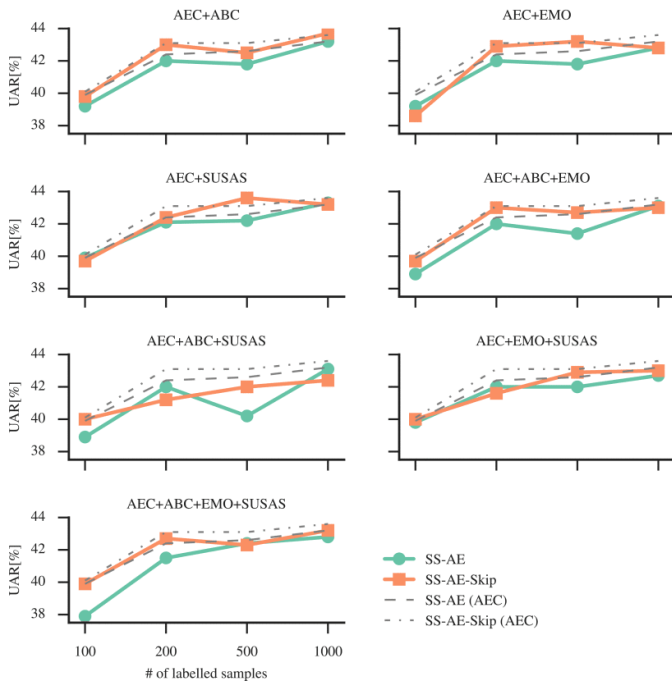 AEC+ABC
AEC+EMO
UAR[%]
44
42
40
38
AEC+SUSAS
AEC+ABC+EMO
UAR[%]
44
42
40
38
AEC+ABC+SUSAS
AEC+EMO+SUSAS
UAR[%]
44
42
40
38
AEC+ABC+EMO+SUSAS
UAR[%]
44
42
40
38
100 200 500 1000
# of labelled samples
SS-AE
SS-AE-Skip
SS-AE (AEC)
SS-AE-Skip (AEC)